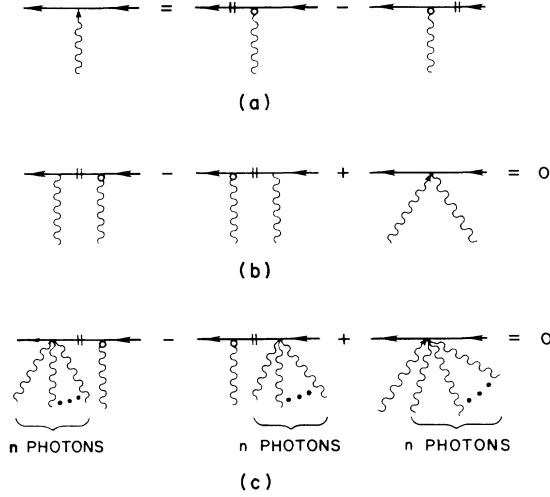 = -
(a)
- + = 0
(b)
- + = 0
n PHOTONS n PHOTONS n PHOTONS
(c)